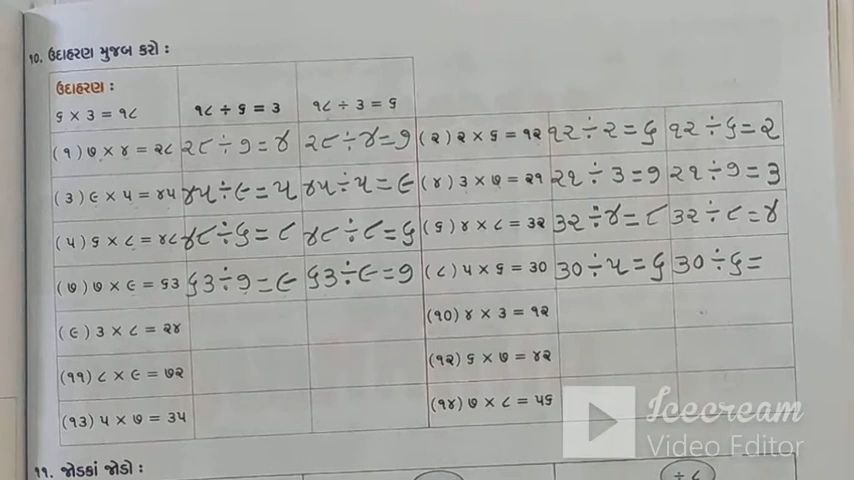 ૧૦. ઉદાહરણ મુજબ કરો :
ઉદાહરણ :
૬ × ૩ = ૧૮ ૧૮ ÷ ૬ = ૩ ૧૮ ÷ ૩ = ૬
(૧) ૭ × ૪ = ૨૮ ૨૮ ÷ ૭ = ૪ ૨૮ ÷ ૪ = ૭ (૨) ૨ × ૬ = ૧૨ ૧૨ ÷ ૨ = ૬ ૧૨ ÷ ૬ = ૨
(૩) ૯ × ૫ = ૪૫ ૪૫ ÷ ૯ = ૫ ૪૫ ÷ ૫ = ૯ (૪) ૩ × ૭ = ૨૧ ૨૧ ÷ ૩ = ૭ ૨૧ ÷ ૭ = ૩
(૫) ૬ × ૮ = ૪૮ ૪૮ ÷ ૬ = ૮ ૪૮ ÷ ૮ = ૬ (૬) ૪ × ૮ = ૩૨ ૩૨ ÷ ૪ = ૮ ૩૨ ÷ ૮ = ૪
(૭) ૭ × ૯ = ૬૩ ૬૩ ÷ ૭ = ૯ ૬૩ ÷ ૯ = ૭ (૮) ૫ × ૬ = ૩૦ ૩૦ ÷ ૫ = ૬ ૩૦ ÷ ૬ =
(૯) ૩ × ૮ = ૨૪ (૧૦) ૪ × ૩ = ૧૨
(૧૧) ૮ × ૯ = ૭૨ (૧૨) ૬ × ૭ = ૪૨
(૧૩) ૫ × ૭ = ૩૫ (૧૪) ૭ × ૮ = ૫૬
Icecream
Video Editor
૧૧. જોડકાં જોડો :
÷ ૮